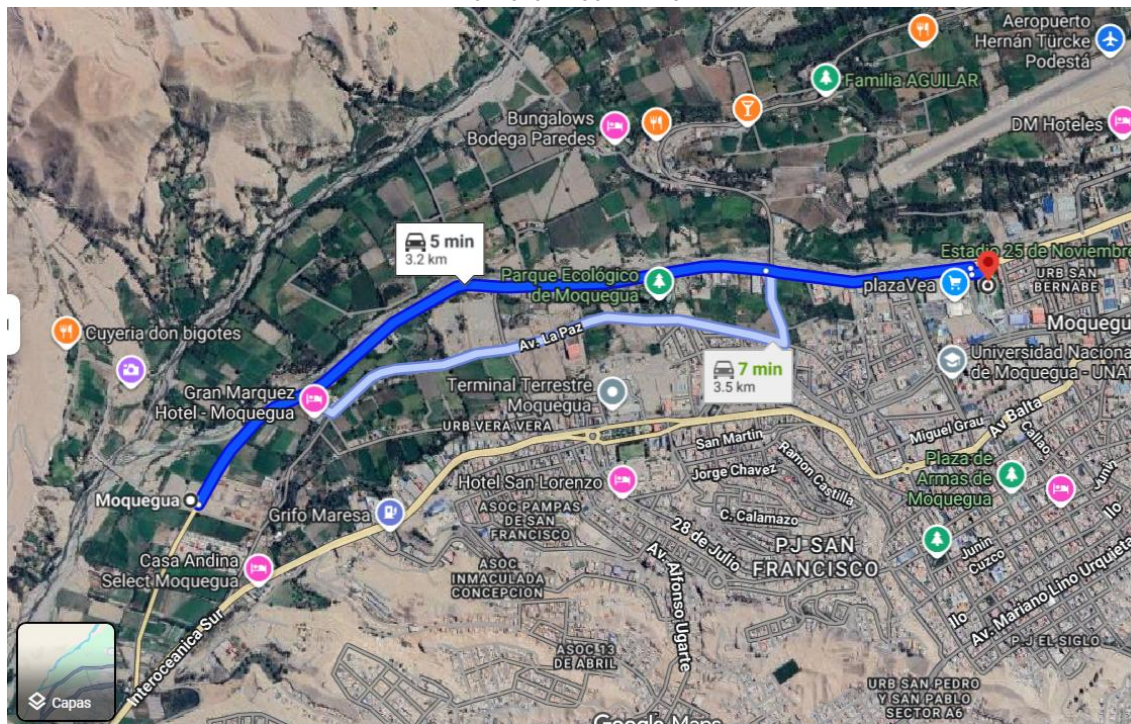 Aeropuerto
Hernán Türcke
Podestá
Familia AGUILAR
Bungalows
Bodega Paredes
DM Hoteles
5 min
3.2 km
Estadio 25 de Noviembre
Parque Ecológico
de Moquegua
plazaVea
URB SAN
BERNABE
Cuyeria don bigotes
Av. La Paz
Moquegu
7 min
3.5 km
Universidad Naciona
de Moquegua - UNAM
Gran Marquez
Hotel - Moquegua
Terminal Terrestre
Moquegua
URB VERA VERA
San Martin
Miguel Grau
Av Balta
Callao
Ramon Castilla
Jorge Chavez
Plaza de
Armas de
Moquegua
Moquegua
Hotel San Lorenzo
Grifo Maresa
ASOC PAMPAS
DE SAN
FRANCISCO
C. Calamazo
28 de Julio
PJ SAN
FRANCISCO
Ilo
Junin
Cuzco
Casa Andina
Select Moquegua
ASOC
INMACULADA
CONCEPCION
Av. Alfonso Ugarte
Av. Mariano Lino Urquieta
Ilo
P.J EL SIGLO
Interoceanica Sur
ASOC 13
DE ABRIL
URB SAN PEDRO
Y SAN PABLO
SECTOR A6
Capas
Google Maps